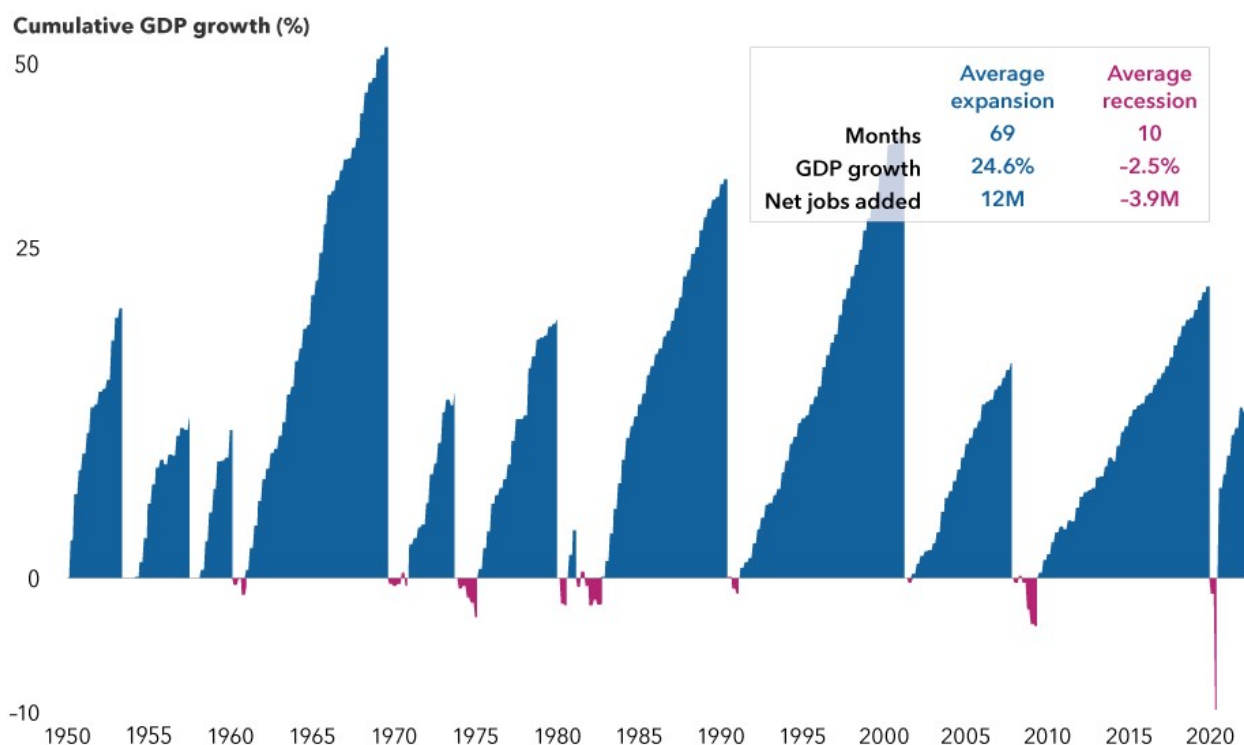 Cumulative GDP growth (%)
50
25
0
–10
Average Average
expansion recession
Months 69 10
GDP growth 24.6% –2.5%
Net jobs added 12M –3.9M
1950 1955 1960 1965 1970 1975 1980 1985 1990 1995 2000 2005 2010 2015 2020